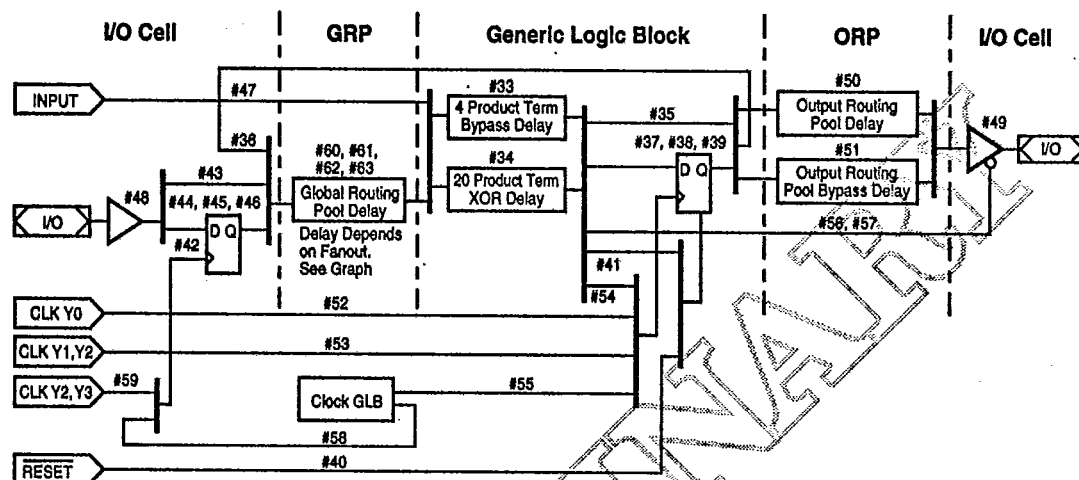 I/O Cell
GRP
Generic Logic Block
ORP
I/O Cell
INPUT
#47
#33
4 Product Term
Bypass Delay
#35
#50
Output Routing
Pool Delay
#49
I/O
#36
#60, #61,
#62, #63
Global Routing
Pool Delay
Delay Depends
on Fanout.
See Graph
#34
20 Product Term
XOR Delay
#37, #38, #39
D Q
#51
Output Routing
Pool Bypass Delay
#56, #57
I/O
#48
#43
#44, #45, #46
D Q
#42
#41
#54
CLK Y0
#52
CLK Y1,Y2
#53
CLK Y2,Y3
#59
Clock GLB
#55
#58
RESET
#40